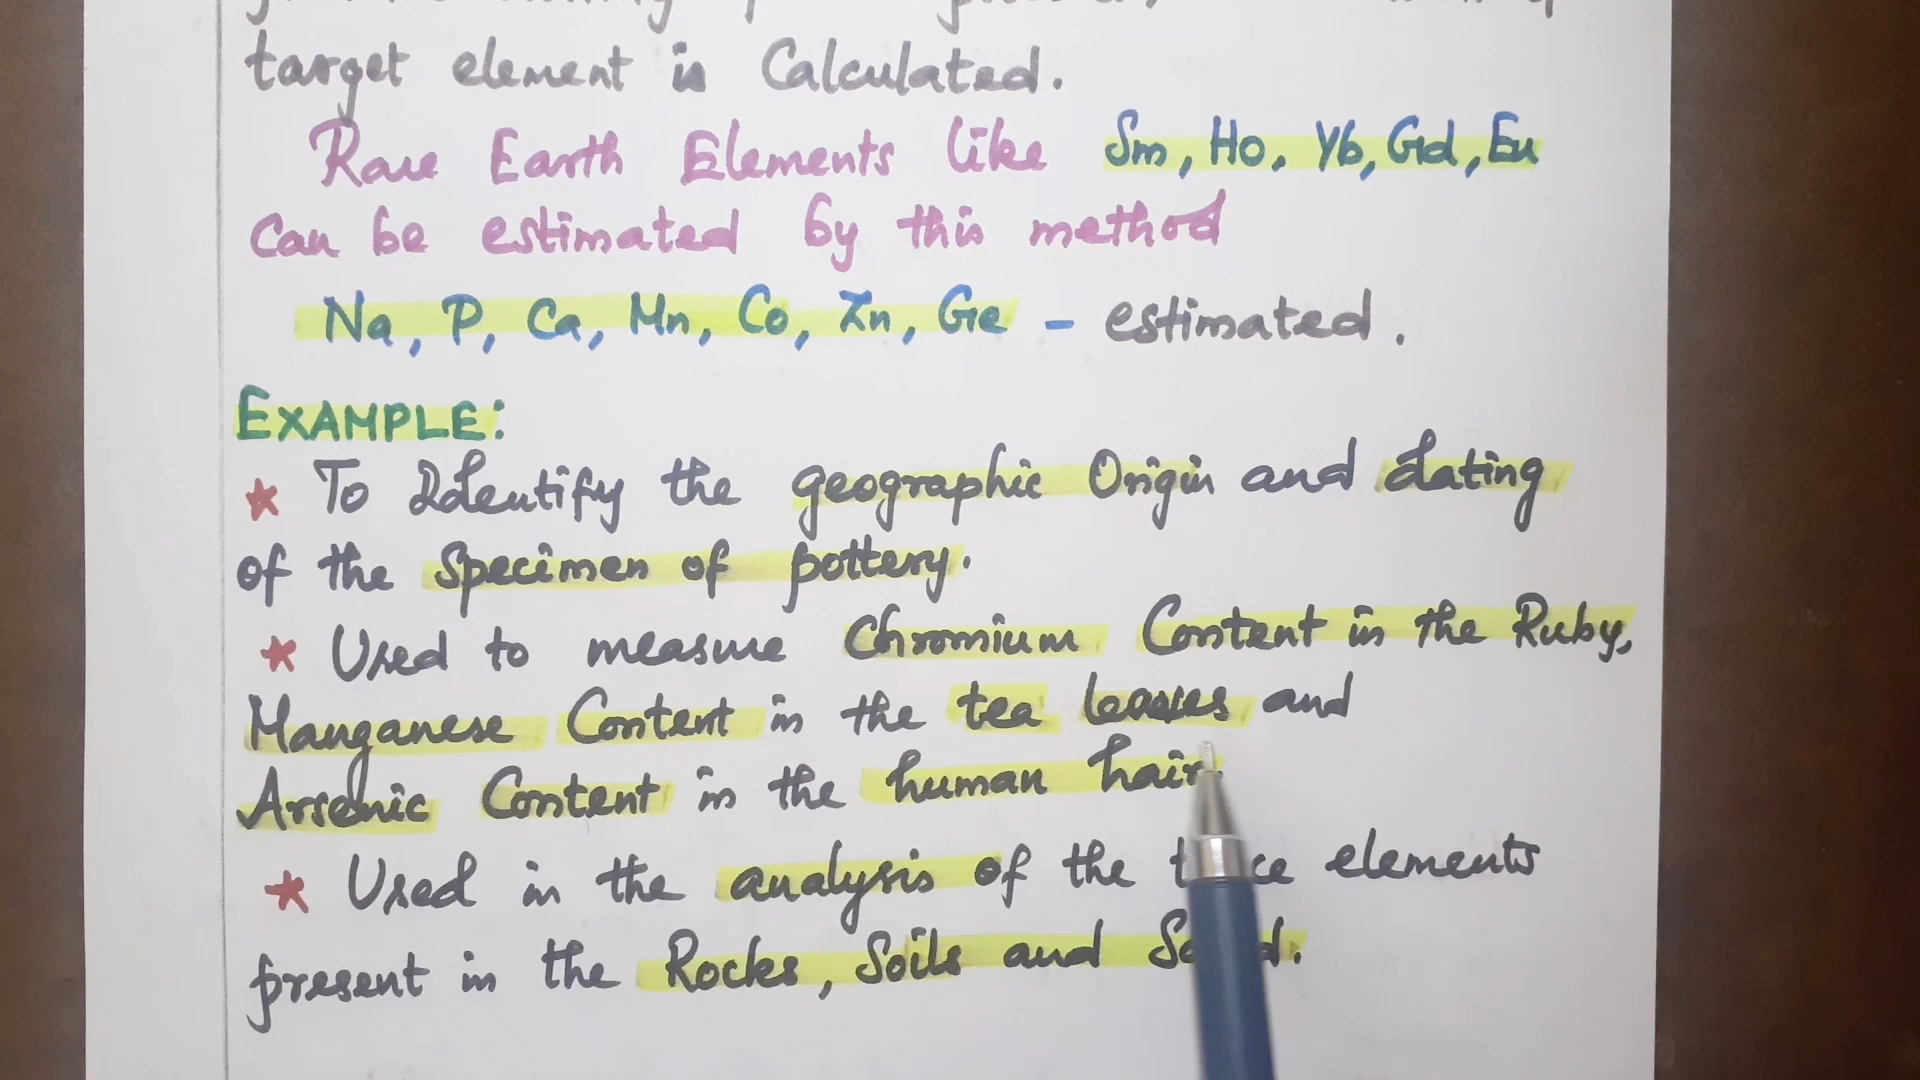 target element is Calculated.
Rare Earth Elements like Sm, Ho, Yb, Gd, Eu
can be estimated by this method
Na, P, Ca, Mn, Co, Zn, Ge - estimated.
EXAMPLE:
* To Identify the geographic Origin and dating
of the specimen of pottery.
* Used to measure Chromium Content in the Ruby,
Manganese Content in the tea leaves and
Arsenic Content in the human hair.
* Used in the analysis of the elements
present in the Rocks, Soils and